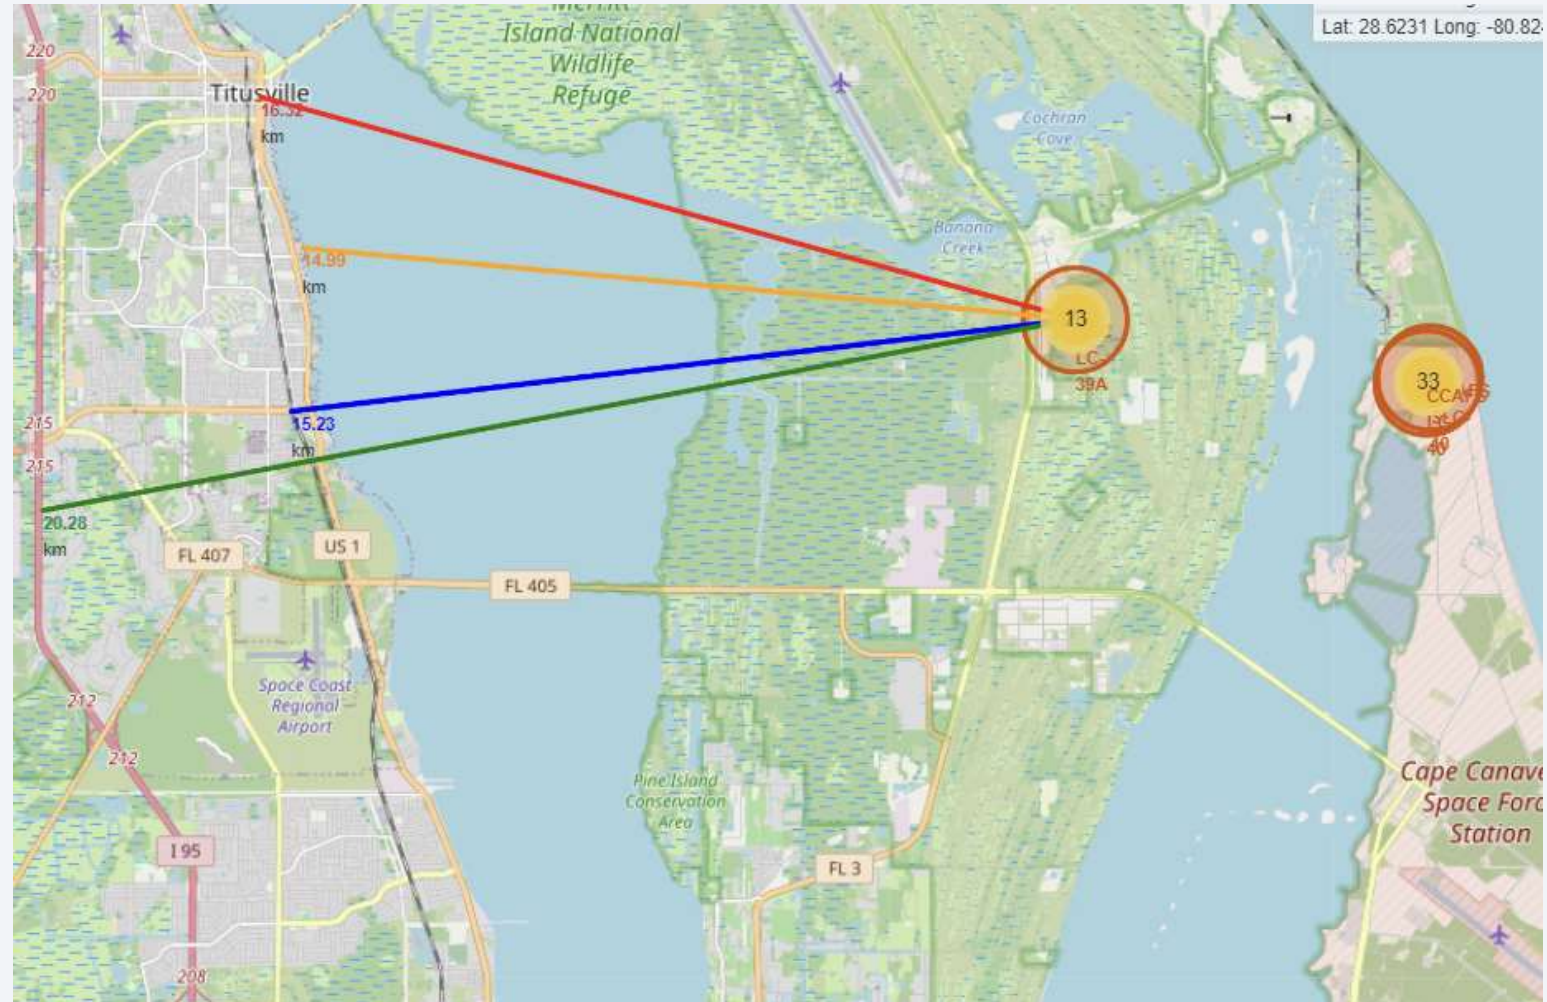 Merritt
Island National
Wildlife
Refuge
Lat: 28.6231 Long: -80.82
220
220
Titusville
16.32
km
Cochran
Cove
Banana
Creek
14.99
km
13
LC-
39A
33
CCAFS
40
215
215
15.23
km
20.28
km
FL 407
US 1
FL 405
Space Coast
Regional
Airport
212
212
Pine Island
Conservation
Area
Cape Canave
Space Forc
Station
I 95
FL 3
208